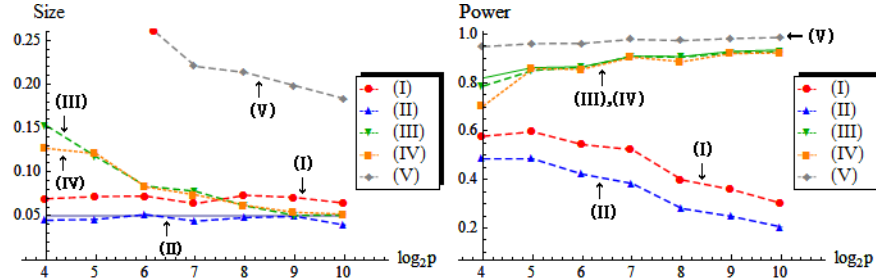 Size
0.25
0.20
0.15
0.10
0.05
4 5 6 7 8 9 10
log₂p
(III)
(IV)
(V)
(I)
(II)
(I)
(II)
(III)
(IV)
(V)
Power
1.0
0.8
0.6
0.4
0.2
4 5 6 7 8 9 10
log₂p
(V)
(III),(IV)
(I)
(II)
(I)
(II)
(III)
(IV)
(V)